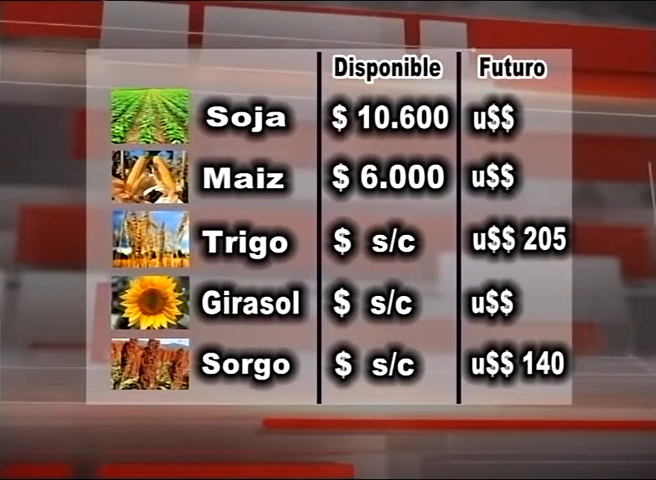 Disponible Futuro
Soja $ 10.600 u$$
Maiz $ 6.000 u$$
Trigo $ s/c u$$ 205
Girasol $ s/c u$$
Sorgo $ s/c u$$ 140